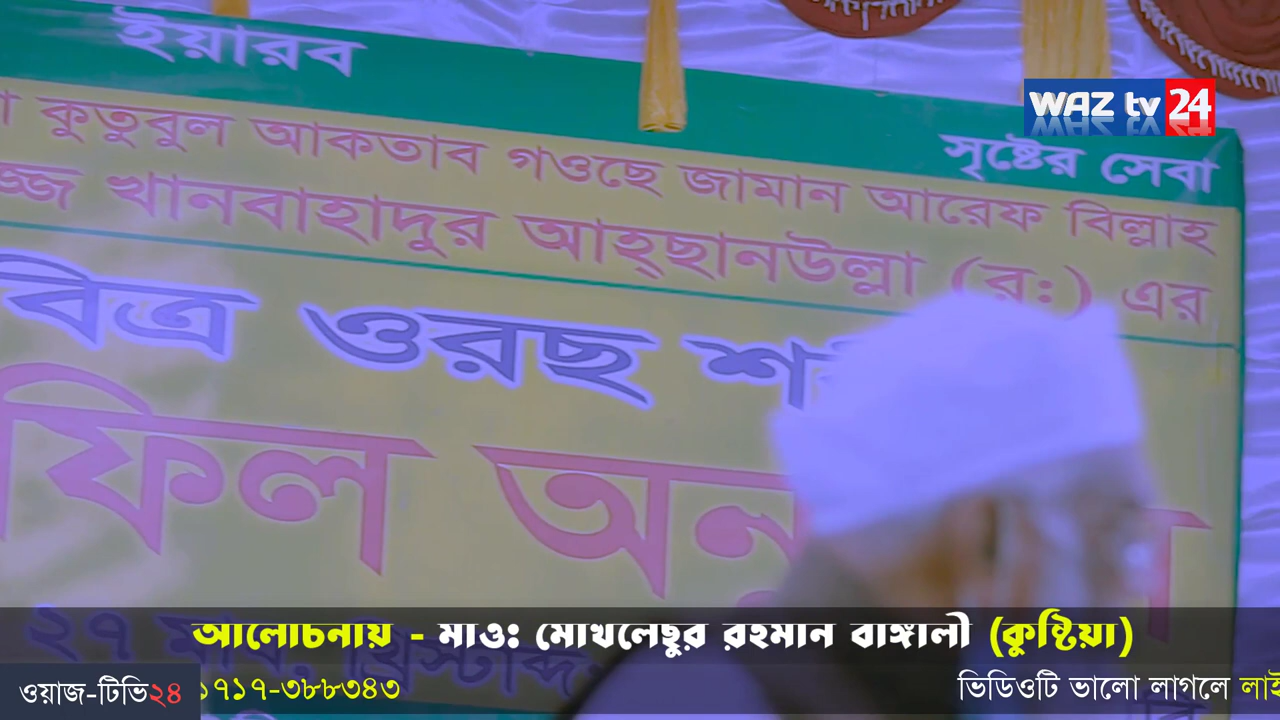 ইয়ারব
WAZ tv 24
সৃষ্টের সেবা
কুতুবুল আকতাব গওছে জামান আরেফ বিল্লাহ
খানবাহাদুর আহ্ছানউল্লা (র:) এর
বিত্র ওরছ
ফিল
২৭
আলোচনায় - মাওঃ মোখলেছুর রহমান বাঙ্গালী (কুষ্টিয়া)
ওয়াজ-টিভি২৪
১৭১৭-৩৮৮৩৪৩ ভিডিওটি ভালো লাগলে লাই